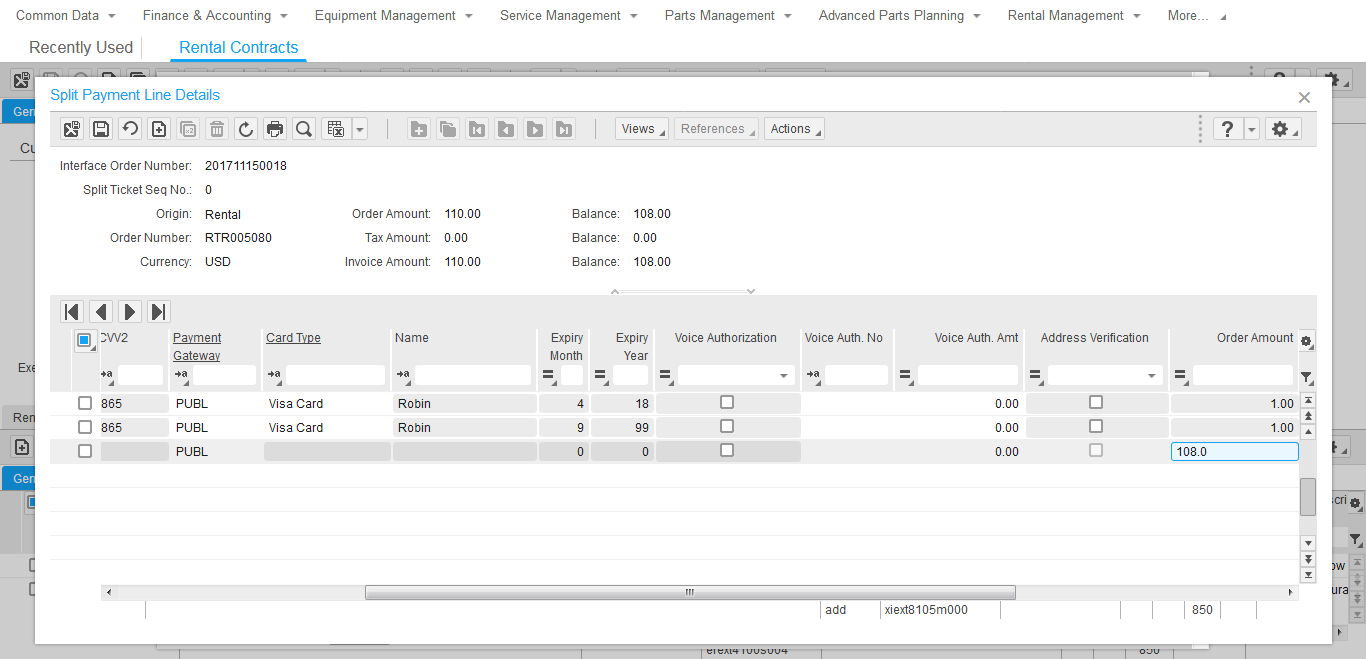 Common Data Finance & Accounting Equipment Management Service Management Parts Management Advanced Parts Planning Rental Management More...
Recently Used Rental Contracts
Split Payment Line Details
Gen
Views References Actions ?
Cu
Interface Order Number: 201711150018
Split Ticket Seq No.: 0
Origin: Rental Order Amount: 110.00 Balance: 108.00
Order Number: RTR005080 Tax Amount: 0.00 Balance: 0.00
Currency: USD Invoice Amount: 110.00 Balance: 108.00
CVV2 Payment Gateway Card Type Name Expiry Month Expiry Year Voice Authorization Voice Auth. No Voice Auth. Amt Address Verification Order Amount
Exe
865 PUBL Visa Card Robin 4 18 0.00 1.00
Ren
865 PUBL Visa Card Robin 9 99 0.00 1.00
PUBL 0 0 0.00 108.0
Gen
scri
ow
ura
add xiext8105m000 850
erext4100s004 850